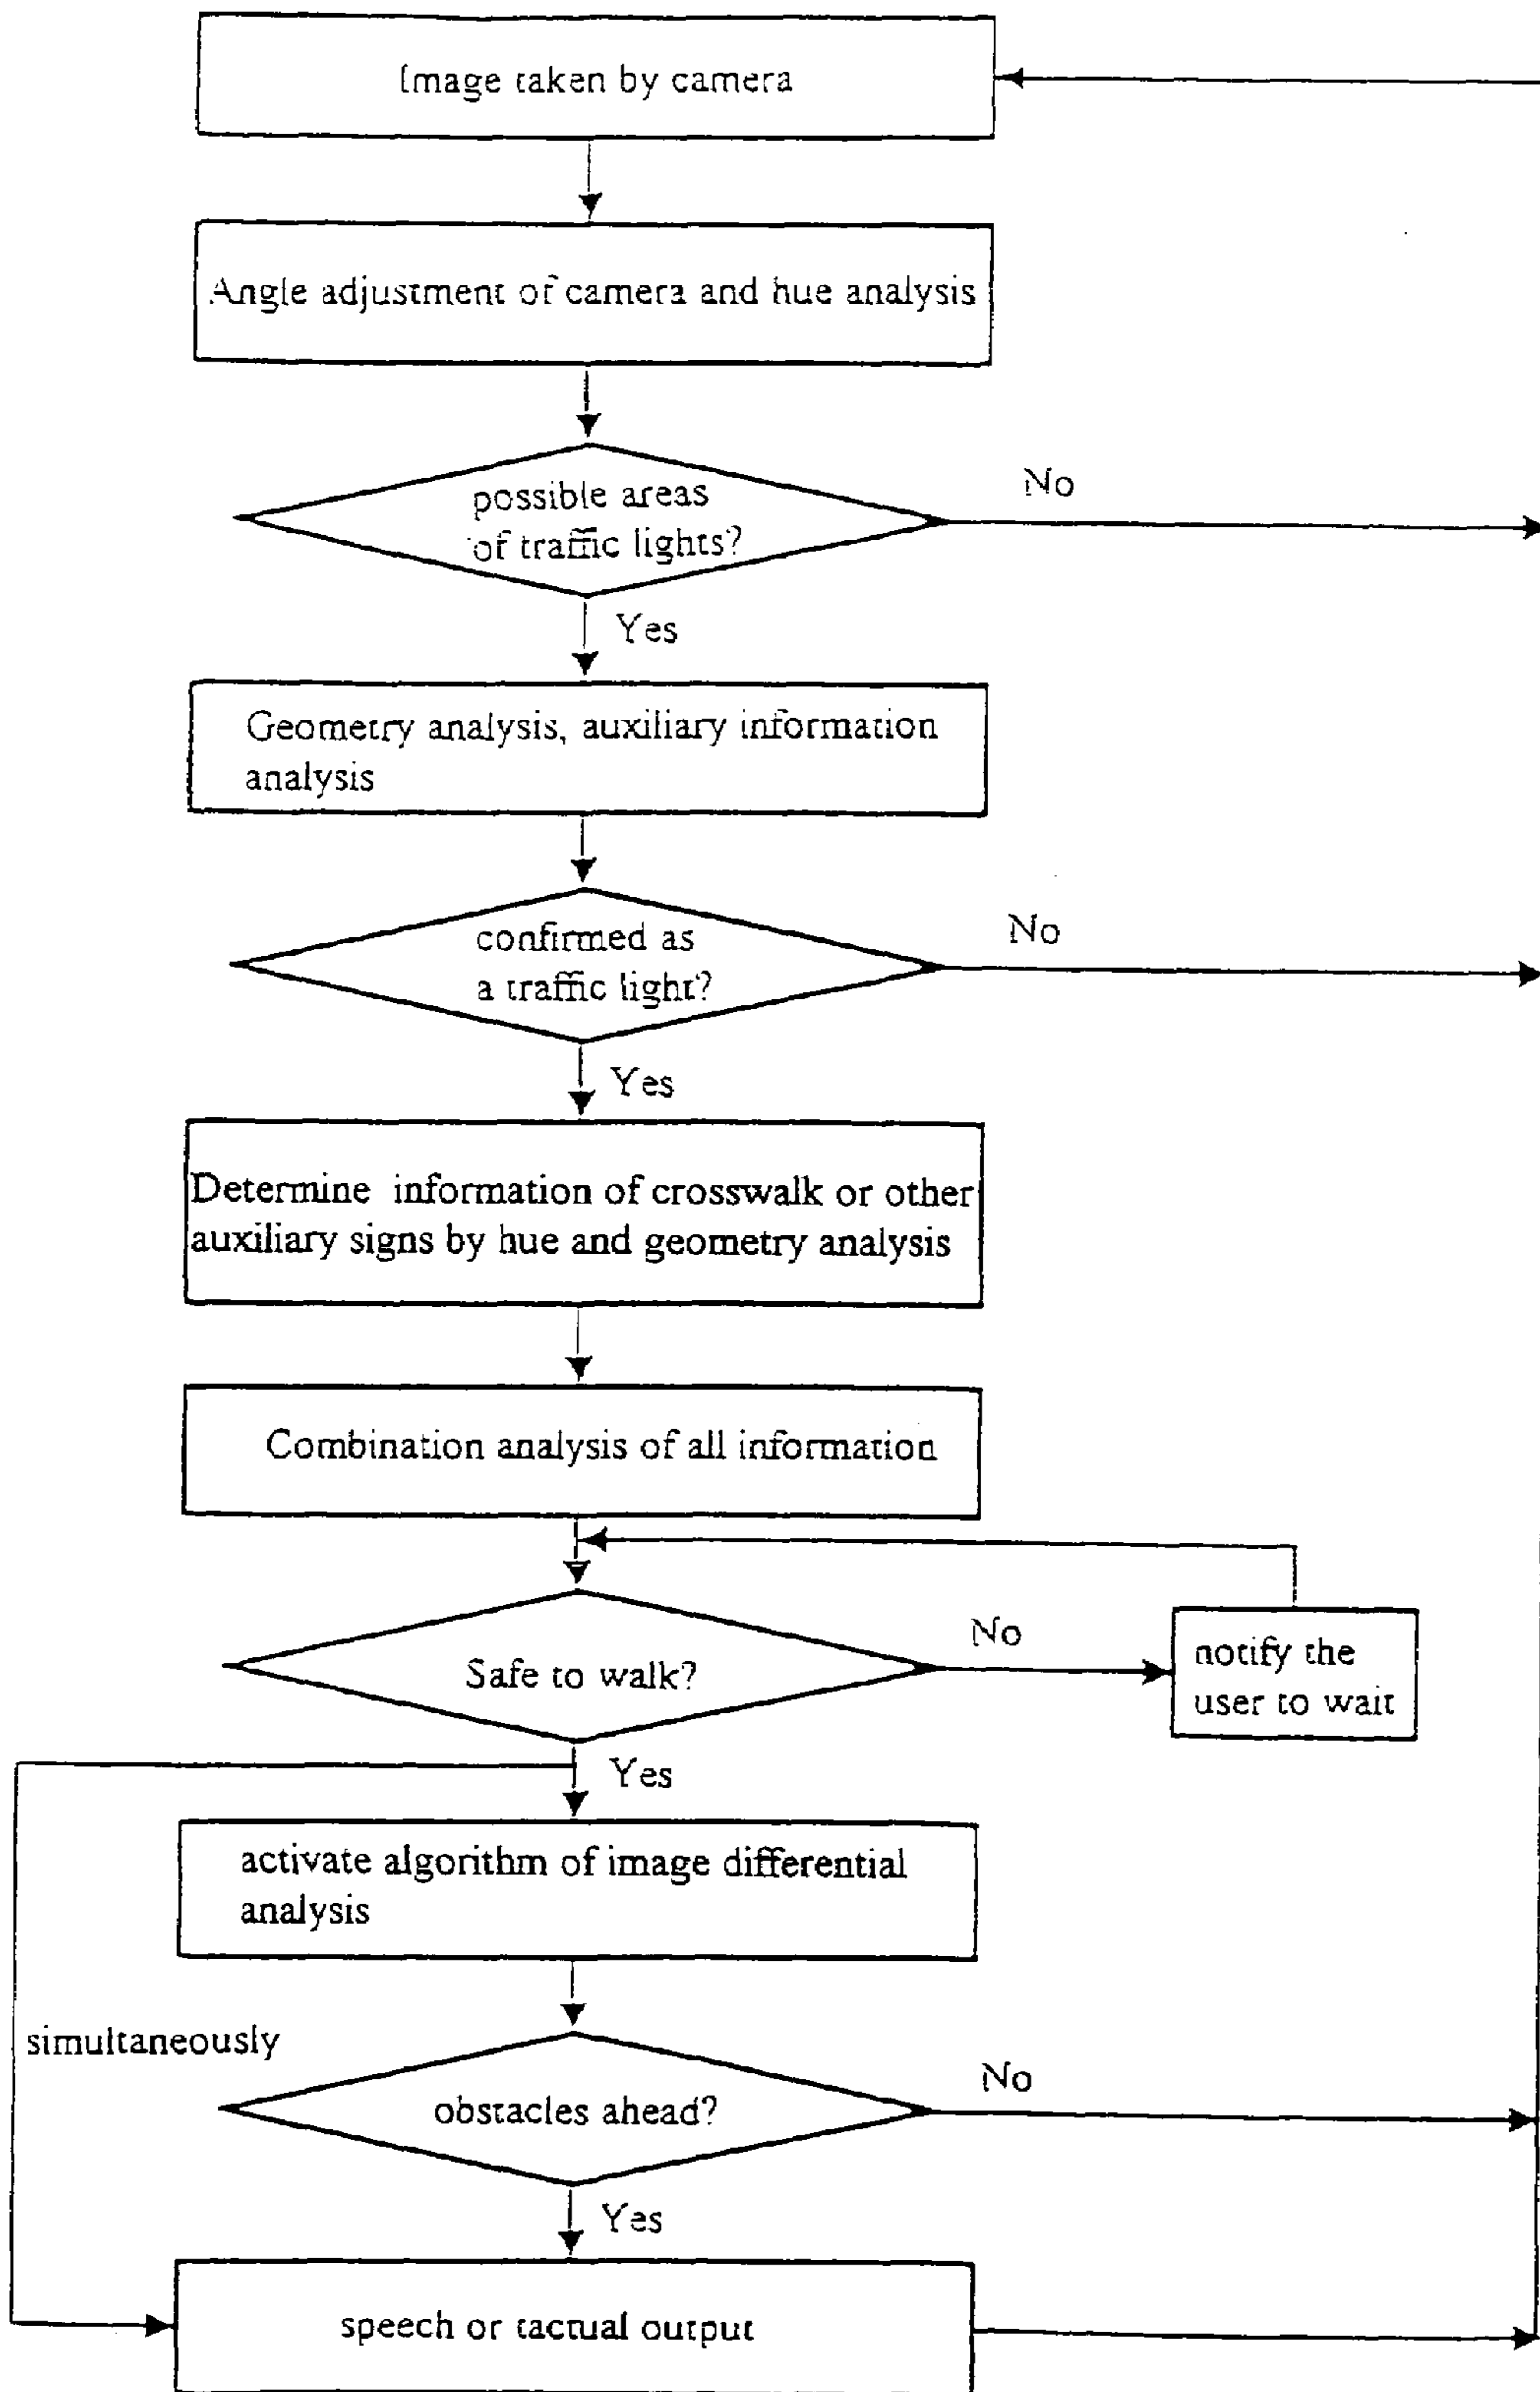 Image taken by camera
Angle adjustment of camera and hue analysis
possible areas
of traffic lights?
No
Yes
Geometry analysis, auxiliary information
analysis
confirmed as
a traffic light?
No
Yes
Determine information of crosswalk or other
auxiliary signs by hue and geometry analysis
Combination analysis of all information
Safe to walk?
No
notify the
user to wait
Yes
activate algorithm of image differential
analysis
simultaneously
obstacles ahead?
No
Yes
speech or tactual output